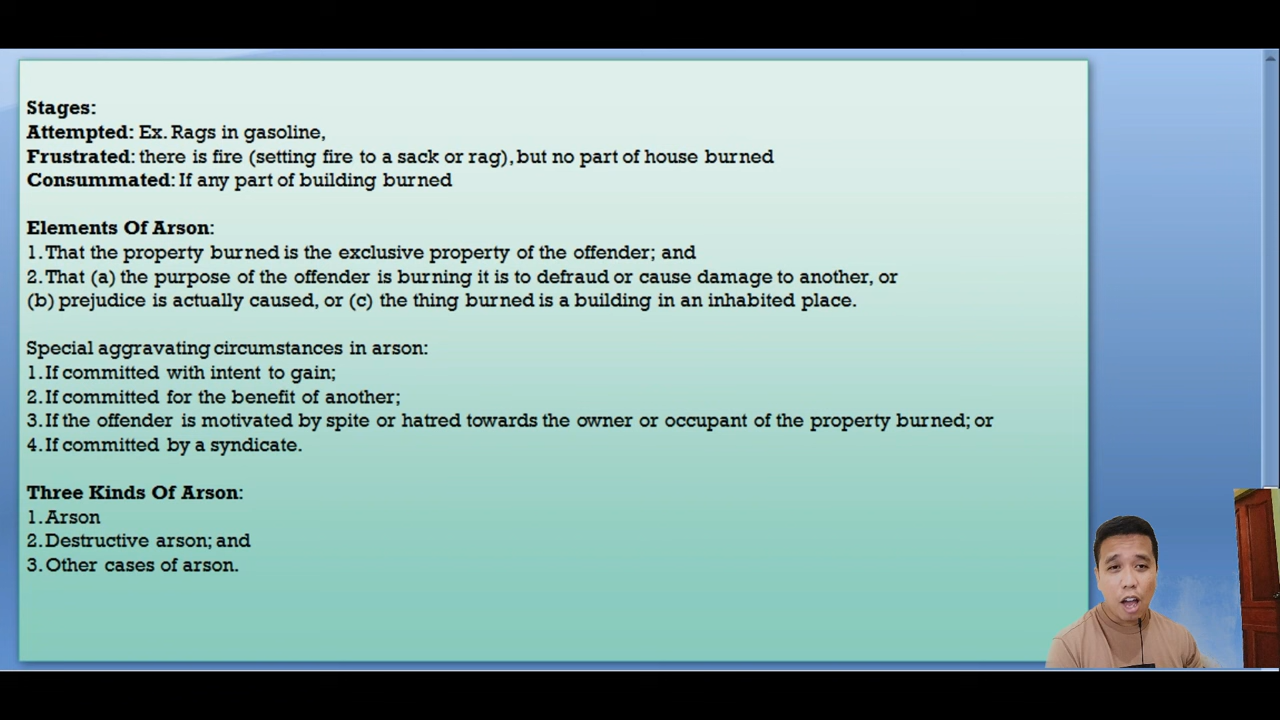 Stages:
Attempted: Ex. Rags in gasoline,
Frustrated: there is fire (setting fire to a sack or rag), but no part of house burned
Consummated: If any part of building burned
Elements Of Arson:
1. That the property burned is the exclusive property of the offender; and
2. That (a) the purpose of the offender is burning it is to defraud or cause damage to another, or
(b) prejudice is actually caused, or (c) the thing burned is a building in an inhabited place.
Special aggravating circumstances in arson:
1. If committed with intent to gain;
2. If committed for the benefit of another;
3. If the offender is motivated by spite or hatred towards the owner or occupant of the property burned; or
4. If committed by a syndicate.
Three Kinds Of Arson:
1. Arson
2. Destructive arson; and
3. Other cases of arson.